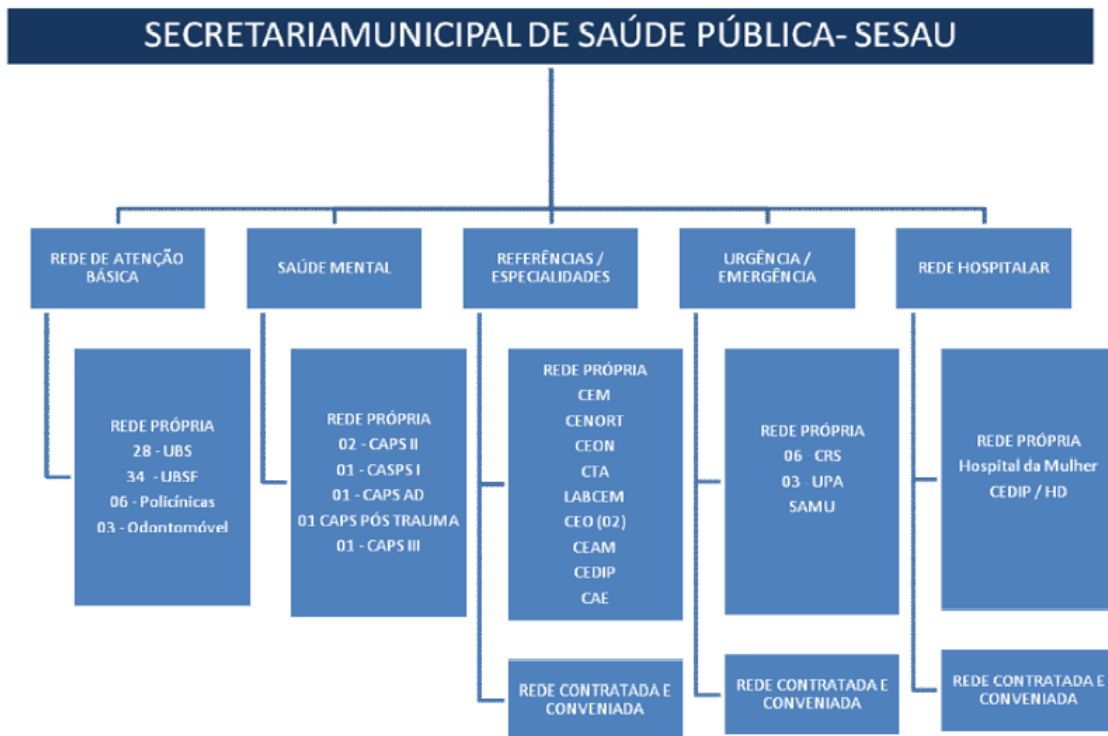 SECRETARIAMUNICIPAL DE SAÚDE PÚBLICA- SESAU
REDE DE ATENÇÃO
BÁSICA
SAÚDE MENTAL
REFERÊNCIAS /
ESPECIALIDADES
URGÊNCIA /
EMERGÊNCIA
REDE HOSPITALAR
REDE PRÓPRIA
28 - UBS
34 - UBSF
06 - Policínicas
03 - Odontomóvel
REDE PRÓPRIA
02 - CAPS II
01 - CASPS I
01 - CAPS AD
01 CAPS PÓS TRAUMA
01 - CAPS III
REDE PRÓPRIA
CEM
CENORT
CEON
CTA
LABCEM
CEO (02)
CEAM
CEDIP
CAE
REDE PRÓPRIA
06 - CRS
03 - UPA
SAMU
REDE PRÓPRIA
Hospital da Mulher
CEDIP / HD
REDE CONTRATADA E
CONVENIADA
REDE CONTRATADA E
CONVENIADA
REDE CONTRATADA E
CONVENIADA